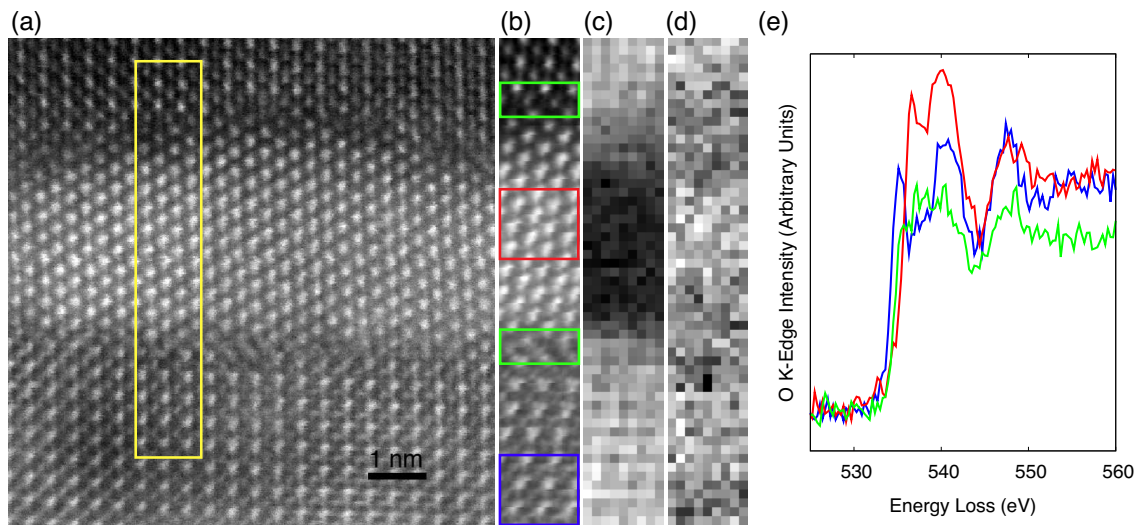 (a)
(b)
(c)
(d)
(e)
1 nm
O K-Edge Intensity (Arbitrary Units)
530
540
550
560
Energy Loss (eV)